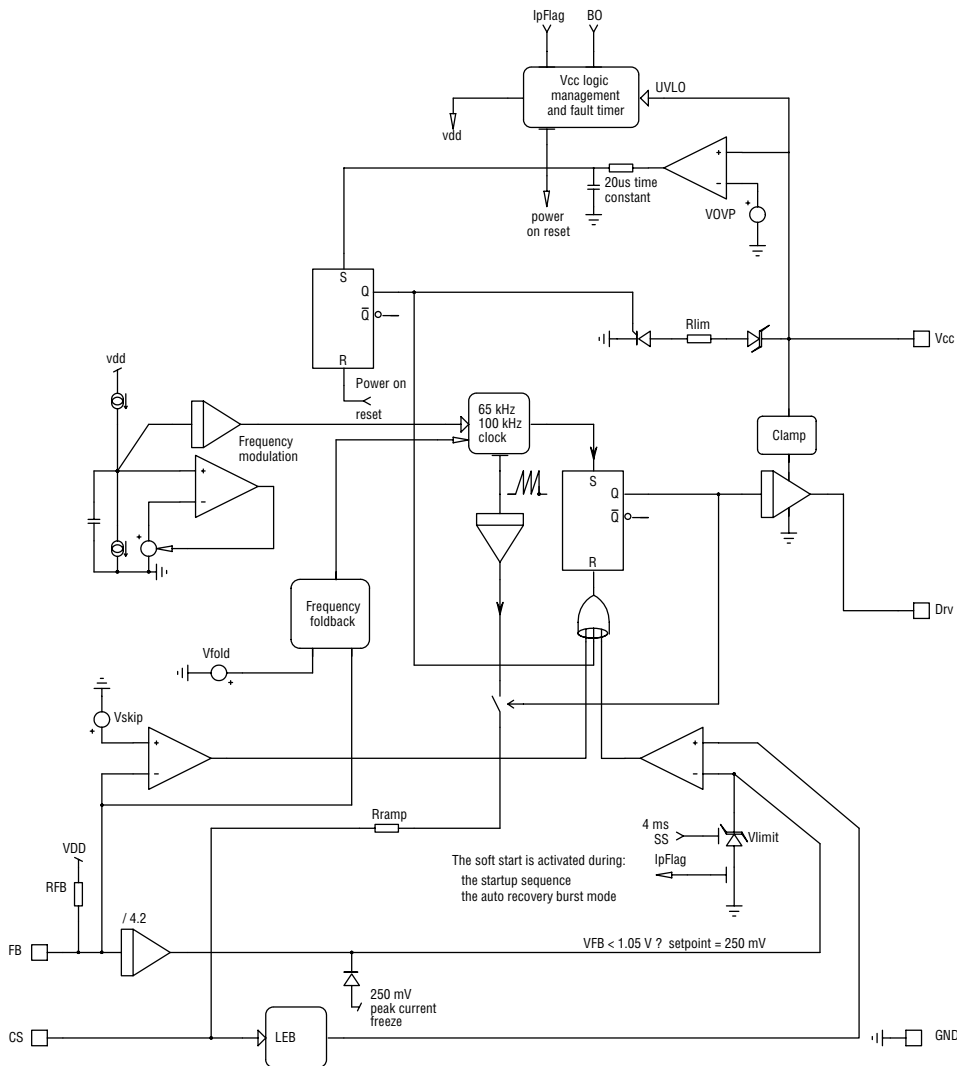 IpFlag
BO
Vcc logic
management
and fault timer
UVLO
vdd
20us time
constant
+
−
VOVP
+
power
on reset
S
Q
Q
R
Power on
reset
Rlim
Vcc
vdd
Frequency
modulation
65 kHz
100 kHz
clock
Clamp
+
−
+
S
Q
Q
R
Frequency
foldback
Drv
Vfold
+
Vskip
+
+
−
+
−
Rramp
4 ms
SS
Vlimit
IpFlag
The soft start is activated during:
the startup sequence
the auto recovery burst mode
VDD
RFB
/ 4.2
FB
VFB < 1.05 V ? setpoint = 250 mV
250 mV
peak current
freeze
CS
LEB
GND